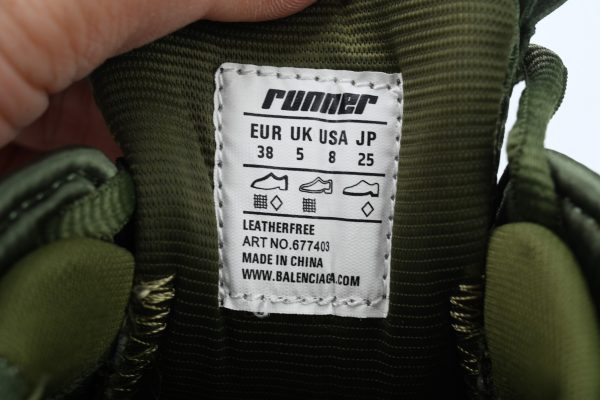 runner
EUR UK USA JP
38 5 8 25
LEATHERFREE
ART NO.677403
MADE IN CHINA
WWW.BALENCIAGA.COM